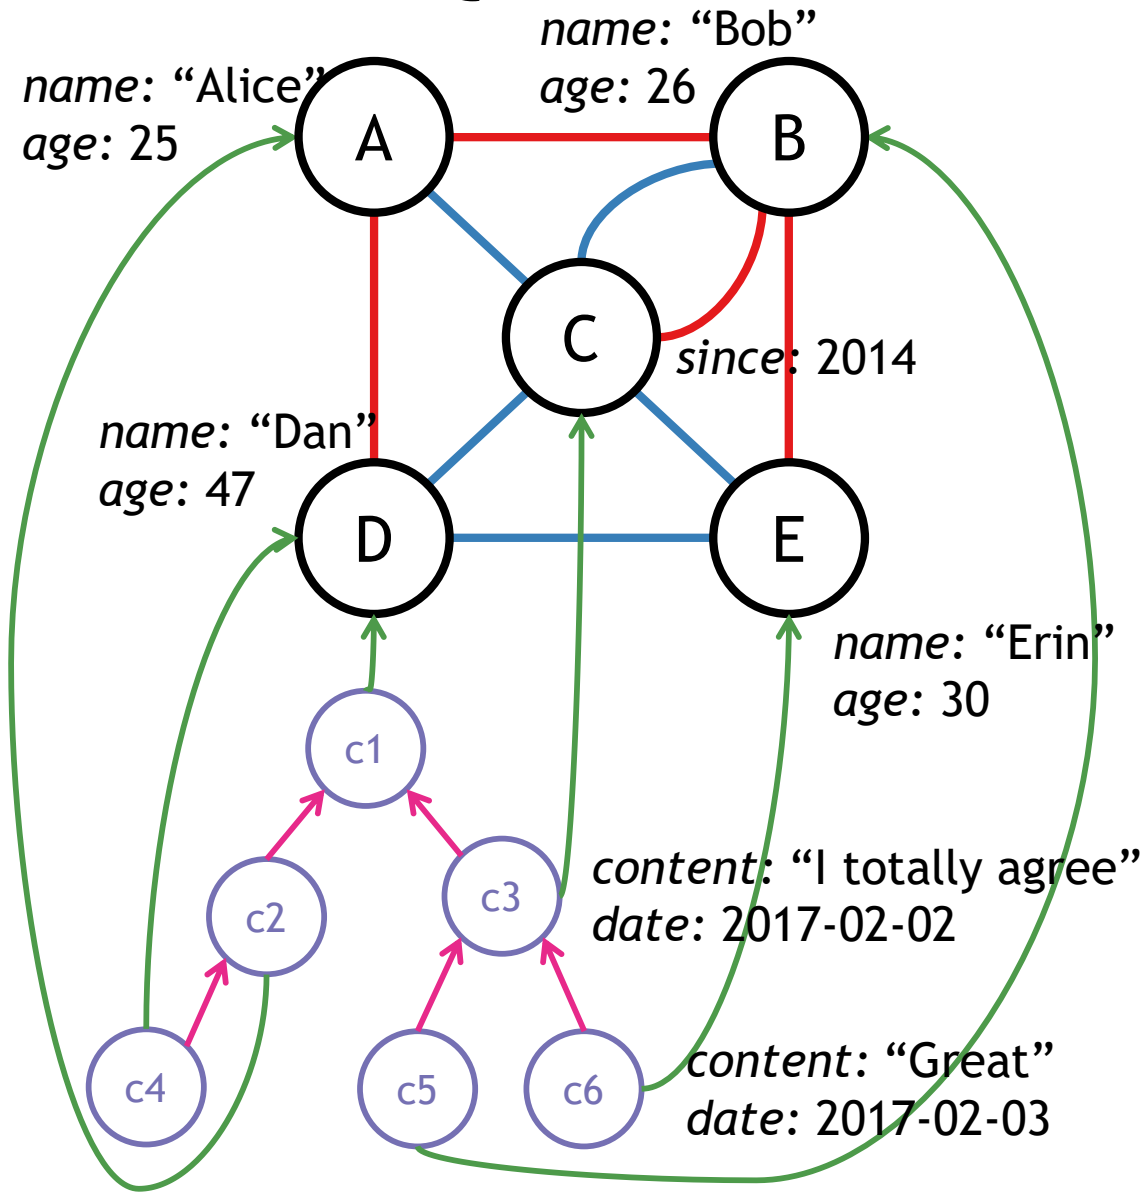 name: “Bob”
age: 26
name: “Alice”
age: 25
A
B
C
since: 2014
name: “Dan”
age: 47
D
E
name: “Erin”
age: 30
c1
c2
c3
content: “I totally agree”
date: 2017-02-02
c4
c5
c6
content: “Great”
date: 2017-02-03